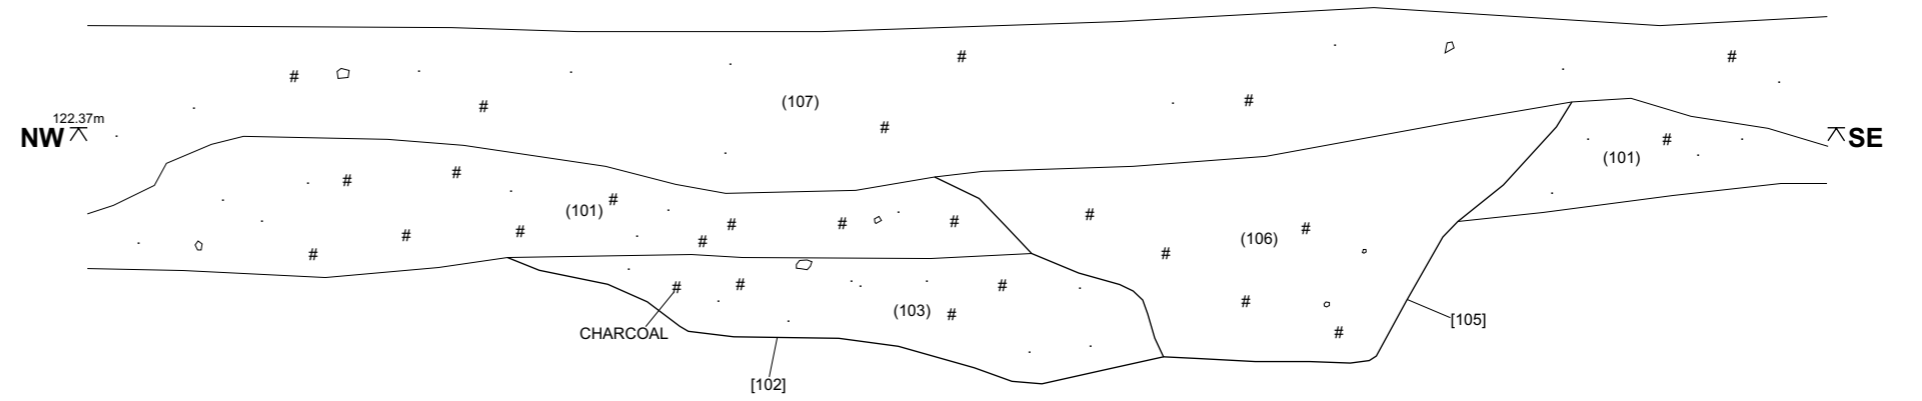 (107)
122.37m
NW
SE
(101)
(101)
(106)
(103)
CHARCOAL
[105]
[102]